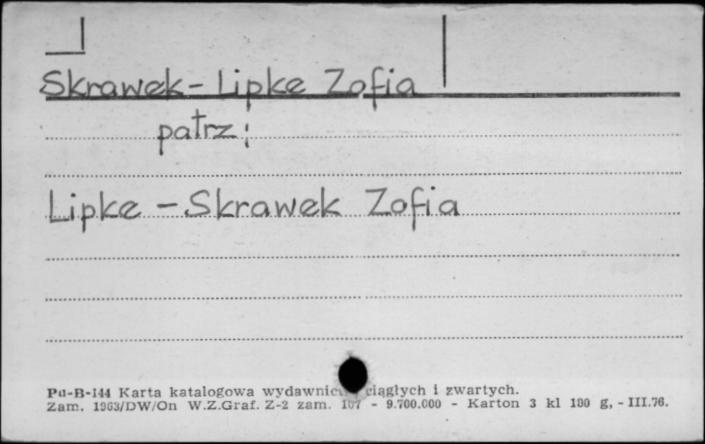 Skrawek-Lipke Zofia
patrz:
Lipke - Skrawek Zofia
Pu-B-144 Karta katalogowa wydawnic ciągłych i zwartych.
Zam. 1963/DW/On W.Z.Graf. Z-2 zam. 107 - 9.700.000 - Karton 3 kl 180 g, - III.76.